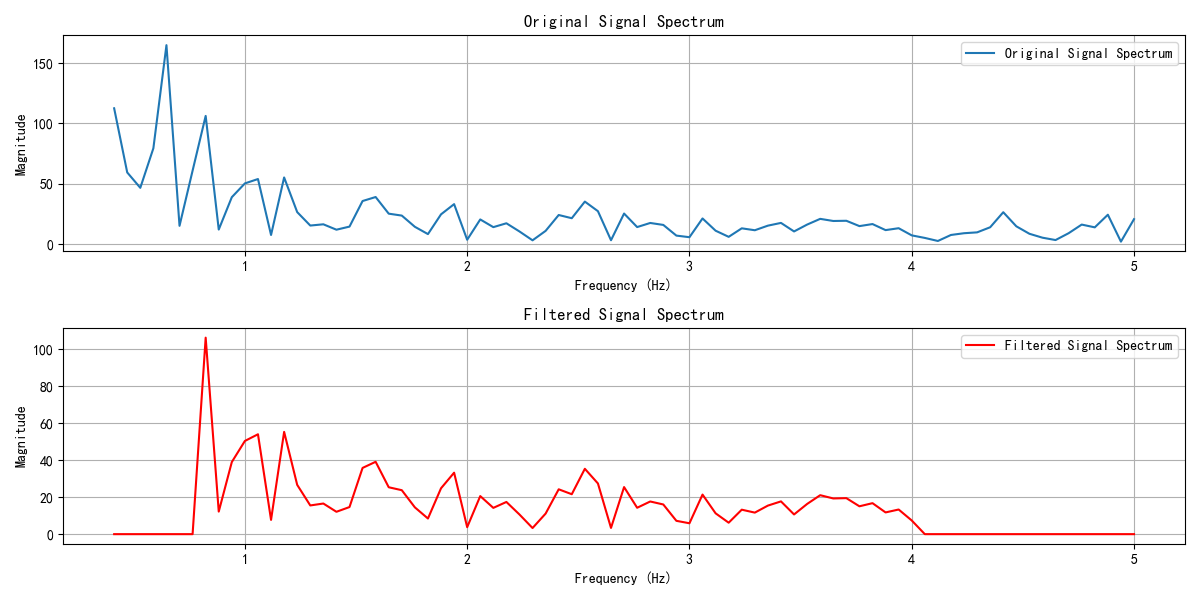 Original Signal Spectrum
Original Signal Spectrum
Magnitude
150
100
50
0
1 2 3 4 5
Frequency (Hz)
Filtered Signal Spectrum
Filtered Signal Spectrum
Magnitude
100
80
60
40
20
0
1 2 3 4 5
Frequency (Hz)